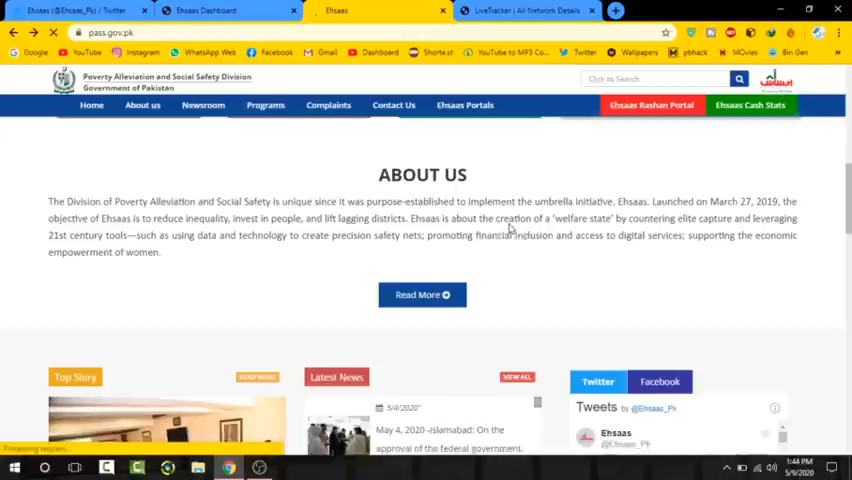 Ehsaas (@Ehsaas_Pk) / Twitter
Ehsaas Dashboard
Ehsaas
LiveTracker | All Network Details
pass.gov.pk
Google YouTube Instagram WhatsApp Web Facebook Gmail Dashboard Shorte.st YouTube to MP3 Co... Twitter Wallpapers pbhack MOvies Bin Gen
Poverty Alleviation and Social Safety Division
Government of Pakistan
Click to Search
Home About us Newsroom Programs Complaints Contact Us Ehsaas Portals Ehsaas Rashan Portal Ehsaas Cash Stats
ABOUT US
The Division of Poverty Alleviation and Social Safety is unique since it was purpose-established to implement the umbrella initiative, Ehsaas. Launched on March 27, 2019, the
objective of Ehsaas is to reduce inequality, invest in people, and lift lagging districts. Ehsaas is about the creation of a 'welfare state' by countering elite capture and leveraging
21st century tools—such as using data and technology to create precision safety nets; promoting financial inclusion and access to digital services; supporting the economic
empowerment of women.
Read More
Top Story
READ MORE
Latest News
VIEW ALL
Twitter Facebook
5/4/2020
May 4, 2020 -Islamabad: On the
approval of the federal government,
Tweets by @Ehsaas_Pk
Ehsaas
@Ehsaas_Pk
Processing request...
1:44 PM
5/9/2020